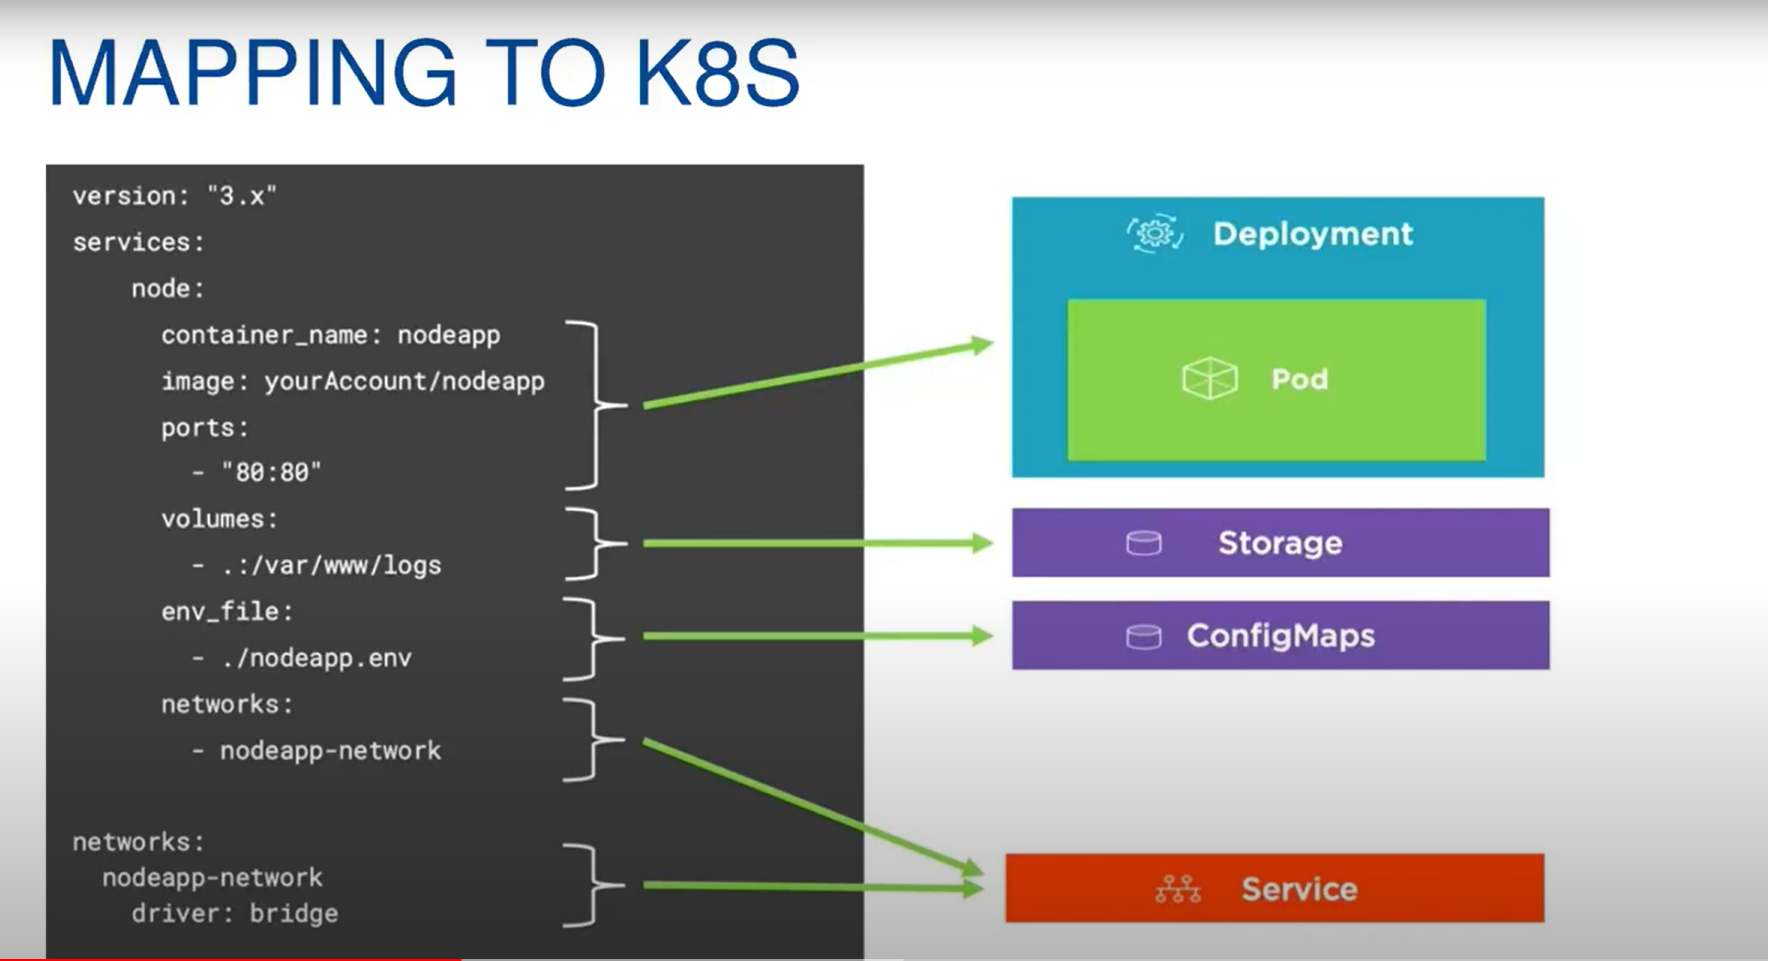 MAPPING TO K8S
version: "3.x"
services:
node:
container_name: nodeapp
image: yourAccount/nodeapp
ports:
- "80:80"
volumes:
- .:/var/www/logs
env_file:
- ./nodeapp.env
networks:
- nodeapp-network
networks:
nodeapp-network
driver: bridge
Deployment
Pod
Storage
ConfigMaps
Service